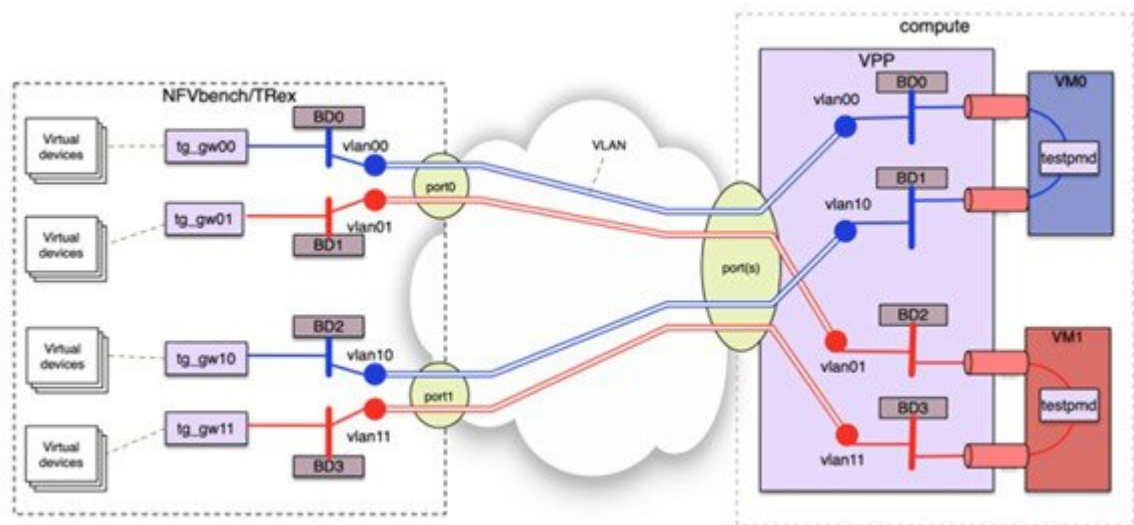 compute
NFVbench/TRex
VPP
BD0
BD0
VM0
Virtual
devices
tg_gw00
vlan00
VLAN
vlan00
port0
testpmd
BD1
Virtual
devices
tg_gw01
vlan01
vlan10
BD1
port(s)
BD2
BD2
VM1
Virtual
devices
tg_gw10
vlan10
vlan01
port1
testpmd
BD3
Virtual
devices
tg_gw11
vlan11
vlan11
BD3